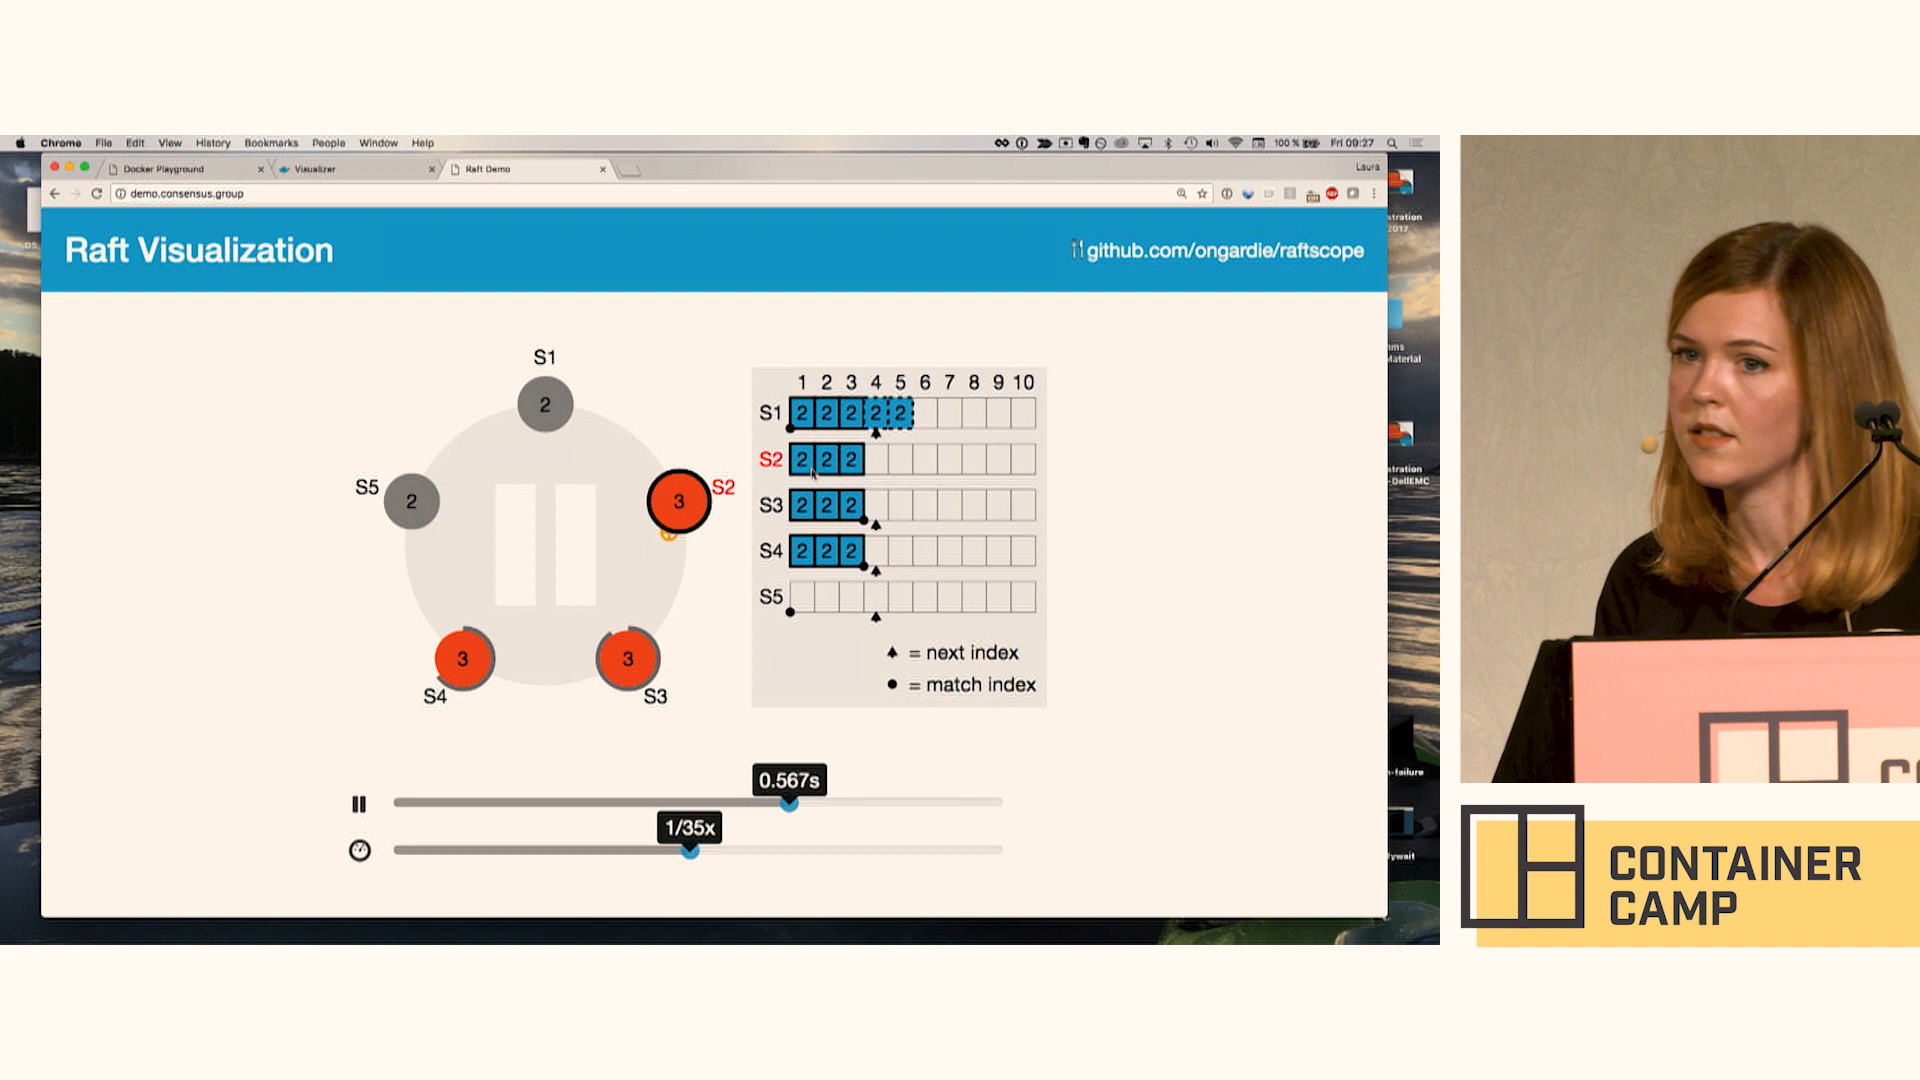 Chrome File Edit View History Bookmarks People Window Help
100 % Fri 09:27
Docker Playground
Visualizer
Raft Demo
Laura
demo.consensus.group
Raft Visualization
github.com/ongardie/raftscope
S1
2
S5
2
3
S2
3
S4
3
S3
1 2 3 4 5 6 7 8 9 10
S1 2 2 2 2 2
S2 2 2 2
S3 2 2 2
S4 2 2 2
S5
= next index
= match index
0.567s
1/35x
2017
-DellEMC
CONTAINER
CAMP